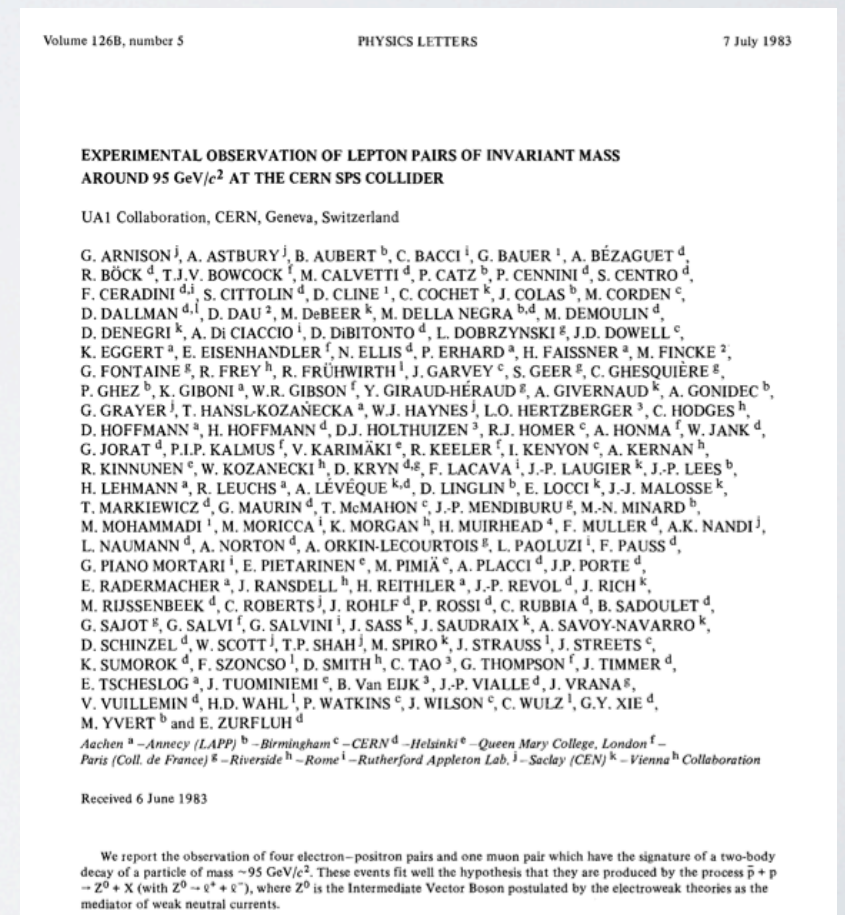 Volume 126B, number 5 PHYSICS LETTERS 7 July 1983
EXPERIMENTAL OBSERVATION OF LEPTON PAIRS OF INVARIANT MASS
AROUND 95 GeV/c² AT THE CERN SPS COLLIDER
UA1 Collaboration, CERN, Geneva, Switzerland
G. ARNISON j, A. ASTBURY j, B. AUBERT b, C. BACCI i, G. BAUER 1, A. BÉZAGUET d,
R. BÖCK d, T.J.V. BOWCOCK f, M. CALVETTI d, P. CATZ b, P. CENNINI d, S. CENTRO d,
F. CERADINI d,i, S. CITTOLIN d, D. CLINE 1, C. COCHET k, J. COLAS b, M. CORDEN c,
D. DALLMAN d,l, D. DAU 2, M. DeBEER k, M. DELLA NEGRA b,d, M. DEMOULIN d,
D. DENEGRI k, A. Di CIACCIO i, D. DiBITONTO d, L. DOBRZYNSKI g, J.D. DOWELL c,
K. EGGERT a, E. EISENHANDLER f, N. ELLIS d, P. ERHARD a, H. FAISSNER a, M. FINCKE 2,
G. FONTAINE g, R. FREY h, R. FRÜHWIRTH l, J. GARVEY c, S. GEER g, C. GHESQUIÈRE g,
P. GHEZ b, K. GIBONI a, W.R. GIBSON f, Y. GIRAUD-HÉRAUD g, A. GIVERNAUD k, A. GONIDEC b,
G. GRAYER j, T. HANSL-KOZANECKA a, W.J. HAYNES j, L.O. HERTZBERGER 3, C. HODGES h,
D. HOFFMANN a, H. HOFFMANN d, D.J. HOLTHUIZEN 3, R.J. HOMER c, A. HONMA f, W. JANK d,
G. JORAT d, P.I.P. KALMUS f, V. KARIMÄKI e, R. KEELER f, I. KENYON c, A. KERNAN h,
R. KINNUNEN e, W. KOZANECKI h, D. KRYN d,g, F. LACAVA i, J.-P. LAUGIER k, J.-P. LEES b,
H. LEHMANN a, R. LEUCHS a, A. LÉVÊQUE k,d, D. LINGLIN b, E. LOCCI k, J.-J. MALOSSE k,
T. MARKIEWICZ d, G. MAURIN d, T. McMAHON c, J.-P. MENDIBURU g, M.-N. MINARD b,
M. MOHAMMADI 1, M. MORICCA i, K. MORGAN h, H. MUIRHEAD 4, F. MULLER d, A.K. NANDI j,
L. NAUMANN d, A. NORTON d, A. ORKIN-LECOURTOIS g, L. PAOLUZI i, F. PAUSS d,
G. PIANO MORTARI i, E. PIETARINEN e, M. PIMIÄ e, A. PLACCI d, J.P. PORTE d,
E. RADERMACHER a, J. RANSDELL h, H. REITHLER a, J.-P. REVOL d, J. RICH k,
M. RIJSSENBEEK d, C. ROBERTS j, J. ROHLF d, P. ROSSI d, C. RUBBIA d, B. SADOULET d,
G. SAJOT g, G. SALVI f, G. SALVINI i, J. SASS k, J. SAUDRAIX k, A. SAVOY-NAVARRO k,
D. SCHINZEL d, W. SCOTT j, T.P. SHAH j, M. SPIRO k, J. STRAUSS l, J. STREETS c,
K. SUMOROK d, F. SZONCSO l, D. SMITH h, C. TAO 3, G. THOMPSON f, J. TIMMER d,
E. TSCHESLOG a, J. TUOMINIEMI e, B. Van EIJK 3, J.-P. VIALLE d, J. VRANA g,
V. VUILLEMIN d, H.D. WAHL l, P. WATKINS c, J. WILSON c, C. WULZ l, G.Y. XIE d,
M. YVERT b and E. ZURFLUH d
Aachen a –Annecy (LAPP) b –Birmingham c –CERN d –Helsinki e –Queen Mary College, London f –
Paris (Coll. de France) g –Riverside h –Rome i –Rutherford Appleton Lab. j –Saclay (CEN) k –Vienna h Collaboration
Received 6 June 1983
We report the observation of four electron–positron pairs and one muon pair which have the signature of a two-body
decay of a particle of mass ~95 GeV/c². These events fit well the hypothesis that they are produced by the process p̄ + p
→ Z⁰ + X (with Z⁰ → ℓ⁺ + ℓ⁻), where Z⁰ is the Intermediate Vector Boson postulated by the electroweak theories as the
mediator of weak neutral currents.